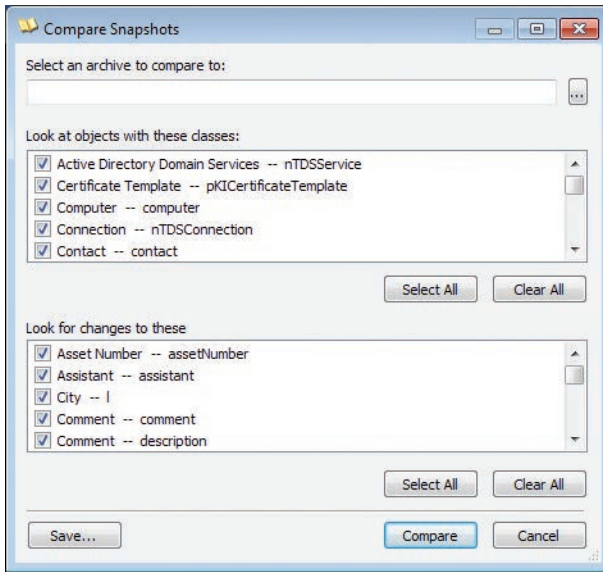 Compare Snapshots
Select an archive to compare to:
...
Look at objects with these classes:
Active Directory Domain Services -- nTDSService
Certificate Template -- pKICertificateTemplate
Computer -- computer
Connection -- nTDSConnection
Contact -- contact
Select All Clear All
Look for changes to these
Asset Number -- assetNumber
Assistant -- assistant
City -- l
Comment -- comment
Comment -- description
Select All Clear All
Save... Compare Cancel